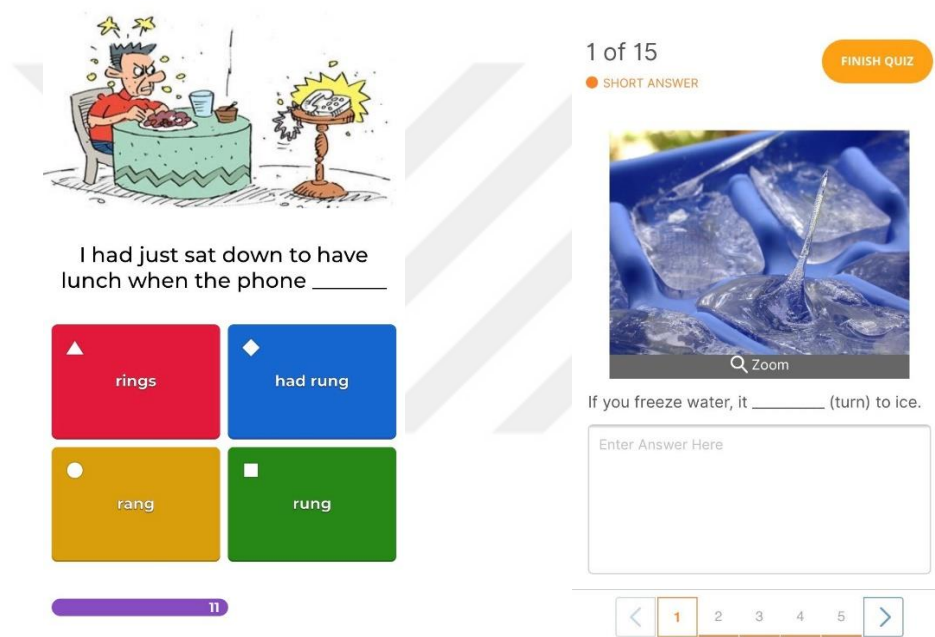 I had just sat down to have
lunch when the phone _______
rings
had rung
rang
rung
11
1 of 15
FINISH QUIZ
SHORT ANSWER
Zoom
If you freeze water, it _________ (turn) to ice.
Enter Answer Here
1 2 3 4 5